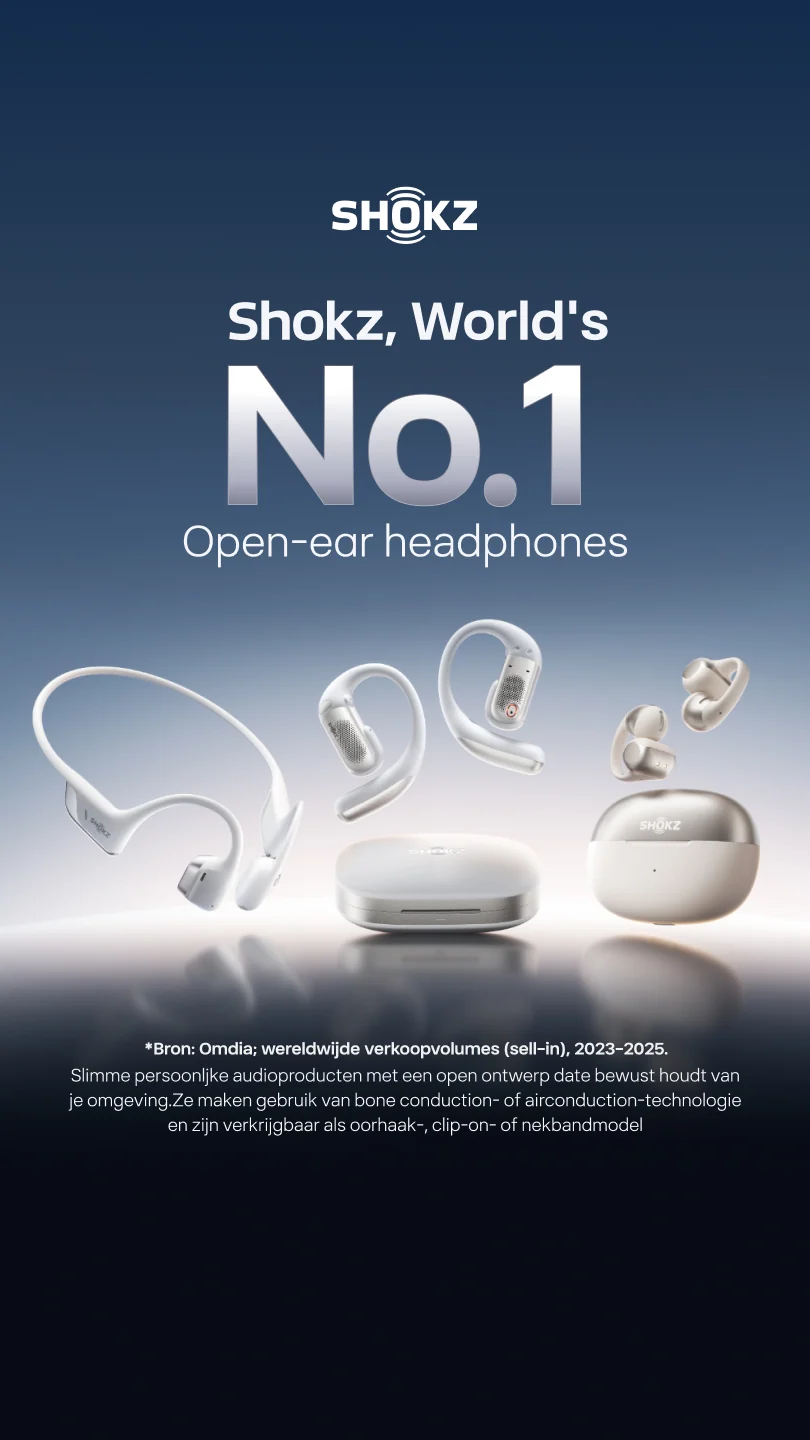 SHOKZ
Shokz, World's
No.1
Open-ear headphones
SHOKZ
SHOKZ
SHOKZ
*Bron: Omdia; wereldwijde verkoopvolumes (sell-in), 2023-2025.
Slimme persoonljke audioproducten met een open ontwerp date bewust houdt van
je omgeving.Ze maken gebruik van bone conduction- of airconduction-technologie
en zijn verkrijgbaar als oorhaak-, clip-on- of nekbandmodel